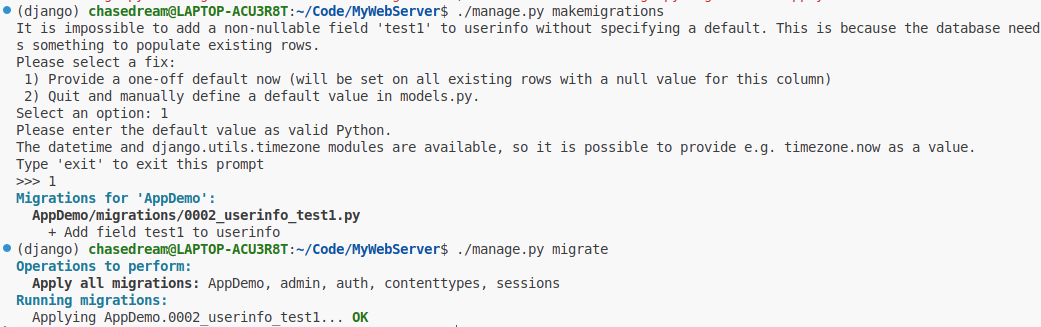 (django) chasedream@LAPTOP-ACU3R8T:~/Code/MyWebServer$ ./manage.py makemigrations
It is impossible to add a non-nullable field 'test1' to userinfo without specifying a default. This is because the database need
s something to populate existing rows.
Please select a fix:
 1) Provide a one-off default now (will be set on all existing rows with a null value for this column)
 2) Quit and manually define a default value in models.py.
Select an option: 1
Please enter the default value as valid Python.
The datetime and django.utils.timezone modules are available, so it is possible to provide e.g. timezone.now as a value.
Type 'exit' to exit this prompt
>>> 1
Migrations for 'AppDemo':
  AppDemo/migrations/0002_userinfo_test1.py
    + Add field test1 to userinfo
(django) chasedream@LAPTOP-ACU3R8T:~/Code/MyWebServer$ ./manage.py migrate
Operations to perform:
  Apply all migrations: AppDemo, admin, auth, contenttypes, sessions
Running migrations:
  Applying AppDemo.0002_userinfo_test1... OK